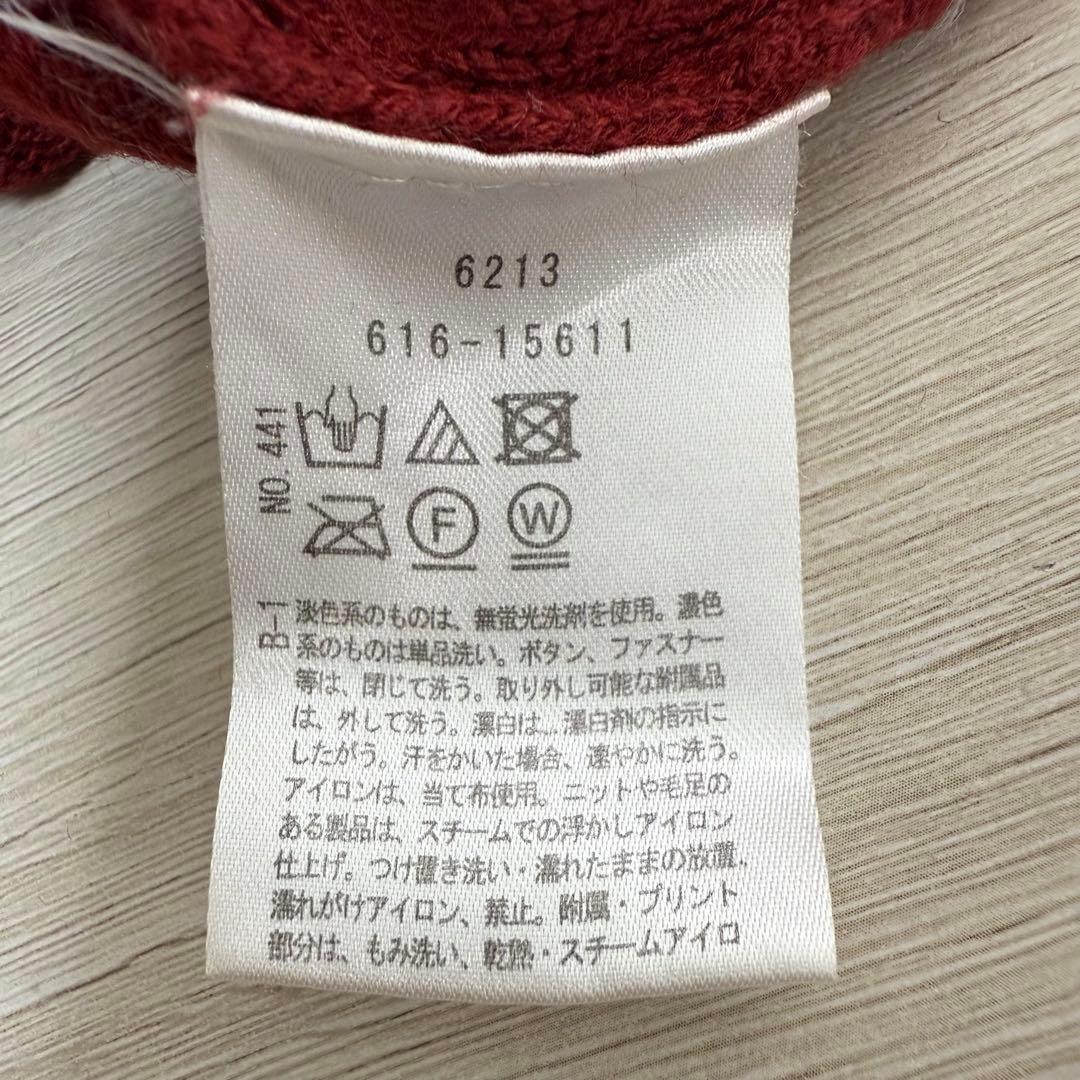 6213
616-15611
NO. 441
F
W
B-1
淡色系のものは、無蛍光洗剤を使用。濃色
系のものは単品洗い。ボタン、ファスナー
等は、閉じて洗う。取り外し可能な附属品
は、外して洗う。漂白は、漂白剤の指示に
したがう。汗をかいた場合、速やかに洗う。
アイロンは、当て布使用。ニットや毛足の
ある製品は、スチームでの浮かしアイロン
仕上げ。つけ置き洗い・濡れたままの放置、
濡れがけアイロン、禁止。附属・プリント
部分は、もみ洗い、乾熱・スチームアイロ